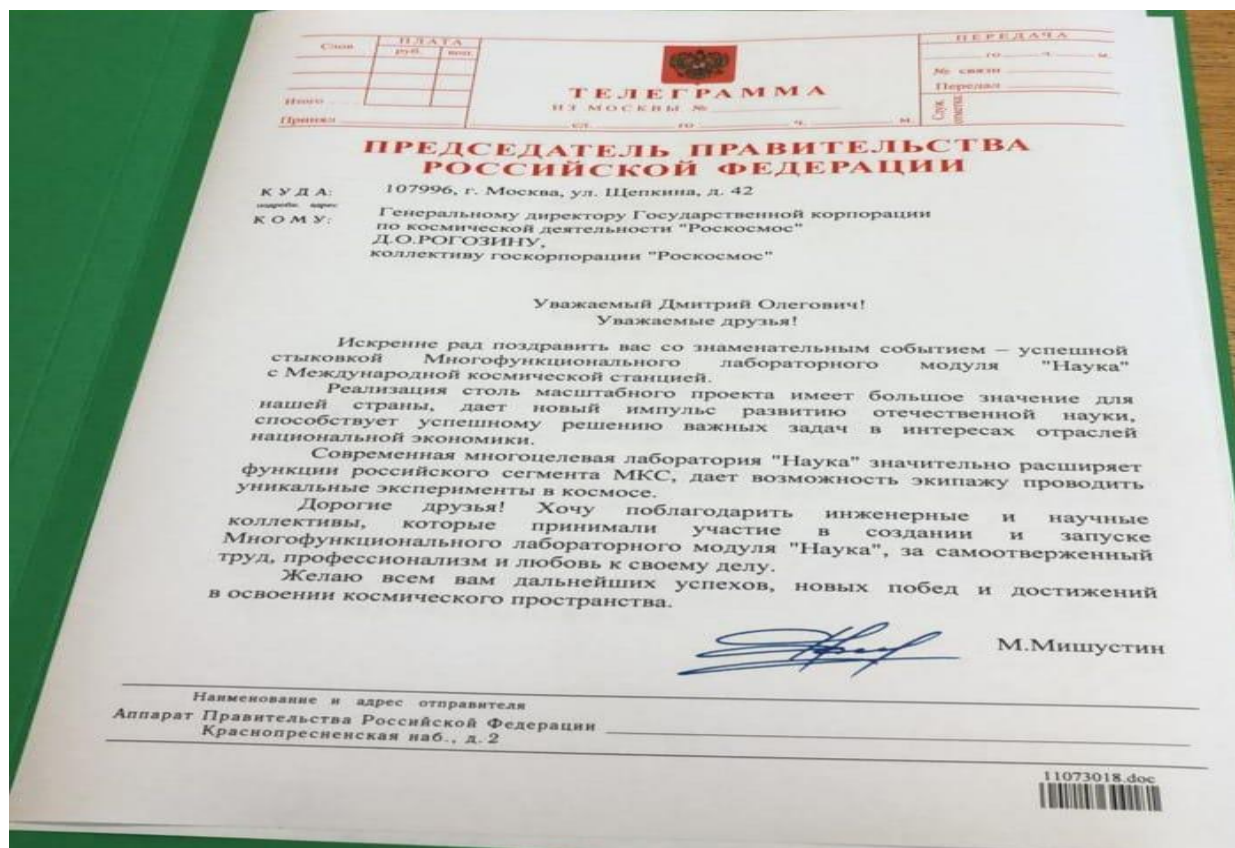 Слов
ПЛАТА
руб. коп.
Итого
Принял
ТЕЛЕГРАММА
ИЗ МОСКВЫ №
сл. го ч. м.
ПЕРЕДАЧА
го ч. м.
№ связи
Передал
Служ. отметки
ПРЕДСЕДАТЕЛЬ ПРАВИТЕЛЬСТВА
РОССИЙСКОЙ ФЕДЕРАЦИИ
КУДА: 107996, г. Москва, ул. Щепкина, д. 42
подробн. адрес
КОМУ: Генеральному директору Государственной корпорации
по космической деятельности "Роскосмос"
Д.О.РОГОЗИНУ,
коллективу госкорпорации "Роскосмос"
Уважаемый Дмитрий Олегович!
Уважаемые друзья!
Искренне рад поздравить вас со знаменательным событием – успешной
стыковкой Многофункционального лабораторного модуля "Наука"
с Международной космической станцией.
Реализация столь масштабного проекта имеет большое значение для
нашей страны, дает новый импульс развитию отечественной науки,
способствует успешному решению важных задач в интересах отраслей
национальной экономики.
Современная многоцелевая лаборатория "Наука" значительно расширяет
функции российского сегмента МКС, дает возможность экипажу проводить
уникальные эксперименты в космосе.
Дорогие друзья! Хочу поблагодарить инженерные и научные
коллективы, которые принимали участие в создании и запуске
Многофункционального лабораторного модуля "Наука", за самоотверженный
труд, профессионализм и любовь к своему делу.
Желаю всем вам дальнейших успехов, новых побед и достижений
в освоении космического пространства.
М.Мишустин
Наименование и адрес отправителя
Аппарат Правительства Российской Федерации
Краснопресненская наб., д. 2
11073018.doc